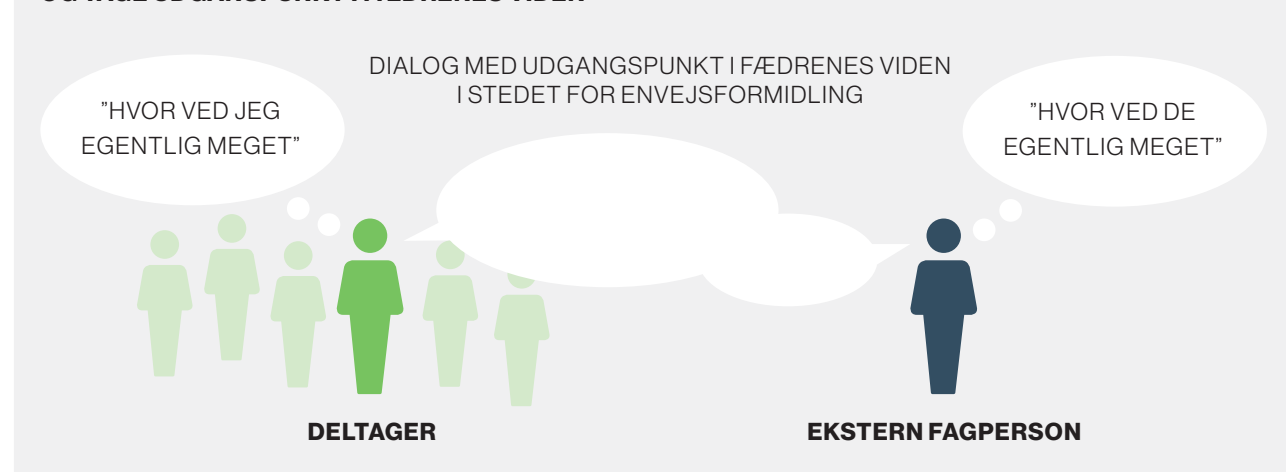 DIALOG MED UDGANGSPUNKT I FÆDRENES VIDEN
I STEDET FOR ENVEJSFORMIDLING
"HVOR VED JEG
EGENTLIG MEGET"
"HVOR VED DE
EGENTLIG MEGET"
DELTAGER
EKSTERN FAGPERSON